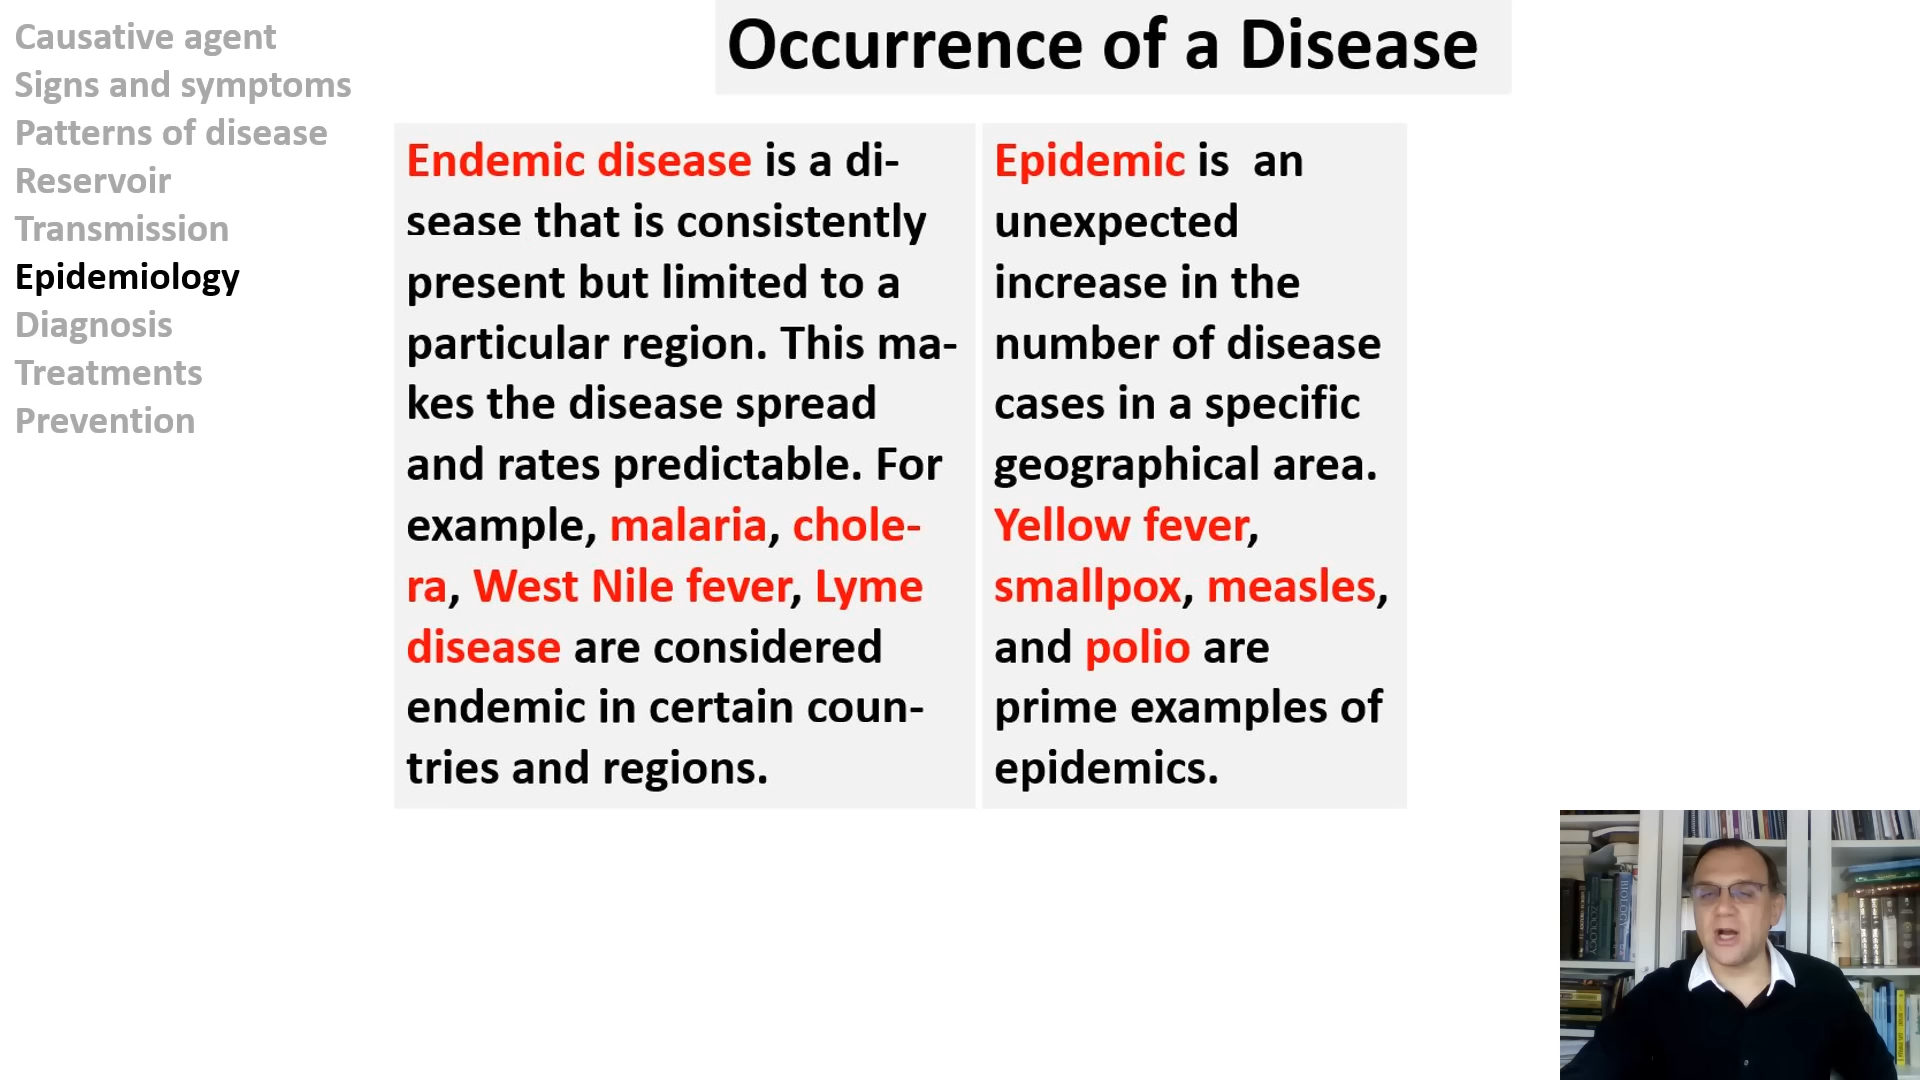 Occurrence of a Disease
Causative agent
Signs and symptoms
Patterns of disease
Reservoir
Transmission
Epidemiology
Diagnosis
Treatments
Prevention
Endemic disease is a di-
sease that is consistently
present but limited to a
particular region. This ma-
kes the disease spread
and rates predictable. For
example, malaria, chole-
ra, West Nile fever, Lyme
disease are considered
endemic in certain coun-
tries and regions.
Epidemic is  an
unexpected
increase in the
number of disease
cases in a specific
geographical area.
Yellow fever,
smallpox, measles,
and polio are
prime examples of
epidemics.
ZOOLOGY
BIOLOGY